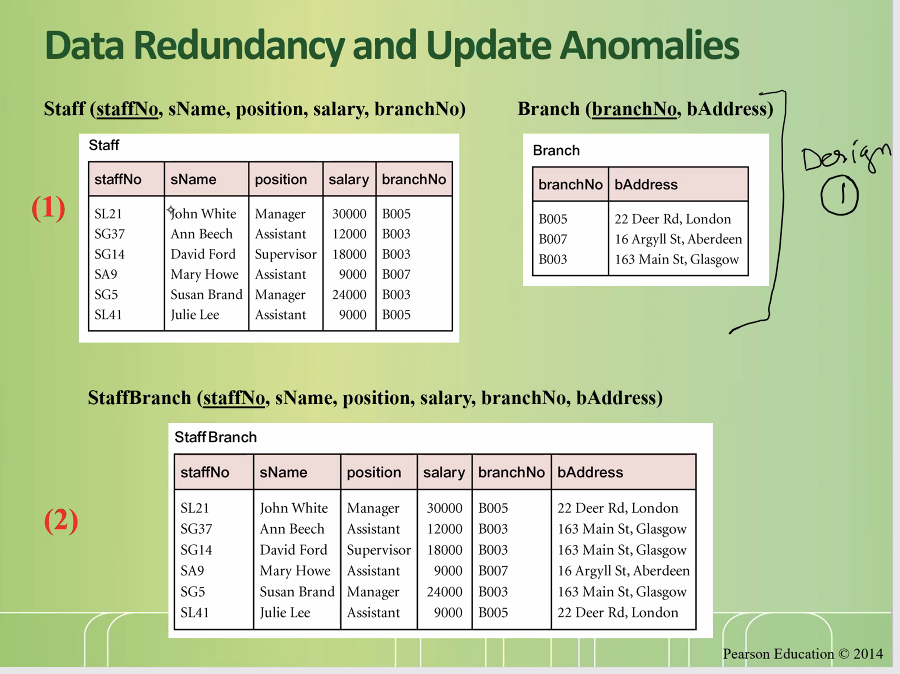 Data Redundancy and Update Anomalies
Staff (staffNo, sName, position, salary, branchNo)
Branch (branchNo, bAddress)
Design
1
(1)
Staff
staffNo sName position salary branchNo
SL21 John White Manager 30000 B005
SG37 Ann Beech Assistant 12000 B003
SG14 David Ford Supervisor 18000 B003
SA9 Mary Howe Assistant 9000 B007
SG5 Susan Brand Manager 24000 B003
SL41 Julie Lee Assistant 9000 B005
Branch
branchNo bAddress
B005 22 Deer Rd, London
B007 16 Argyll St, Aberdeen
B003 163 Main St, Glasgow
StaffBranch (staffNo, sName, position, salary, branchNo, bAddress)
(2)
StaffBranch
staffNo sName position salary branchNo bAddress
SL21 John White Manager 30000 B005 22 Deer Rd, London
SG37 Ann Beech Assistant 12000 B003 163 Main St, Glasgow
SG14 David Ford Supervisor 18000 B003 163 Main St, Glasgow
SA9 Mary Howe Assistant 9000 B007 16 Argyll St, Aberdeen
SG5 Susan Brand Manager 24000 B003 163 Main St, Glasgow
SL41 Julie Lee Assistant 9000 B005 22 Deer Rd, London
Pearson Education © 2014